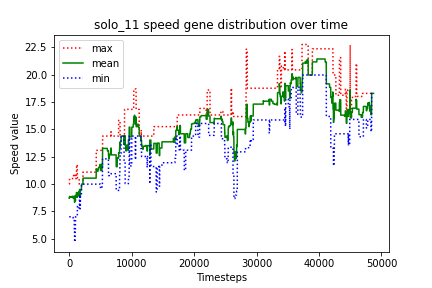 solo_11 speed gene distribution over time
max
mean
min
Speed value
22.5
20.0
17.5
15.0
12.5
10.0
7.5
5.0
0
10000
20000
30000
40000
50000
Timesteps